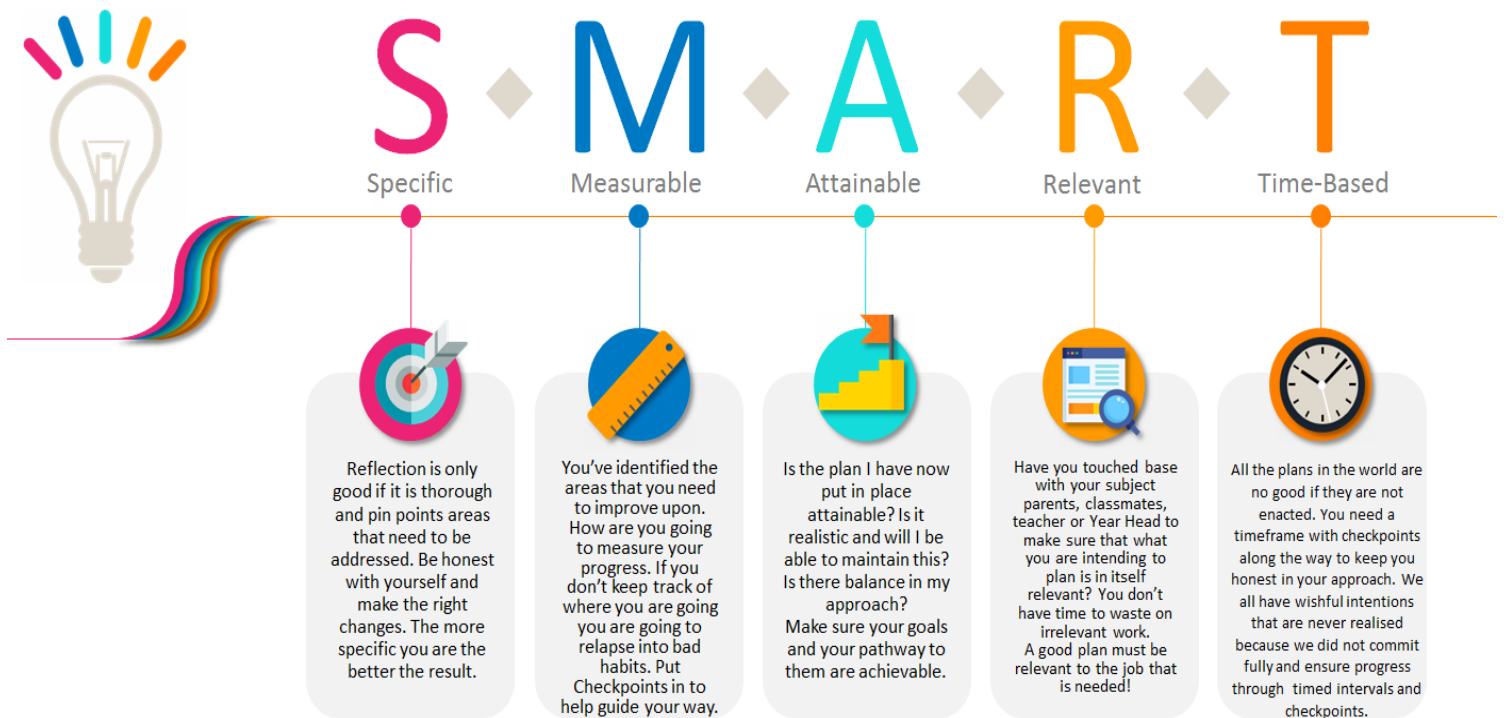 S M A R T
Specific
Measurable
Attainable
Relevant
Time-Based
Reflection is only
good if it is thorough
and pin points areas
that need to be
addressed. Be honest
with yourself and
make the right
changes. The more
specific you are the
better the result.
You've identified the
areas that you need
to improve upon.
How are you going
to measure your
progress. If you
don't keep track of
where you are going
you are going to
relapse into bad
habits. Put
Checkpoints in to
help guide your way.
Is the plan I have now
put in place
attainable? Is it
realistic and will I be
able to maintain this?
Is there balance in my
approach?
Make sure your goals
and your pathway to
them are achievable.
Have you touched base
with your subject
parents, classmates,
teacher or Year Head to
make sure that what
you are intending to
plan is in itself
relevant? You don't
have time to waste on
irrelevant work.
A good plan must be
relevant to the job that
is needed!
All the plans in the world are
no good if they are not
enacted. You need a
timeframe with checkpoints
along the way to keep you
honest in your approach. We
all have wishful intentions
that are never realised
because we did not commit
fully and ensure progress
through timed intervals and
checkpoints.